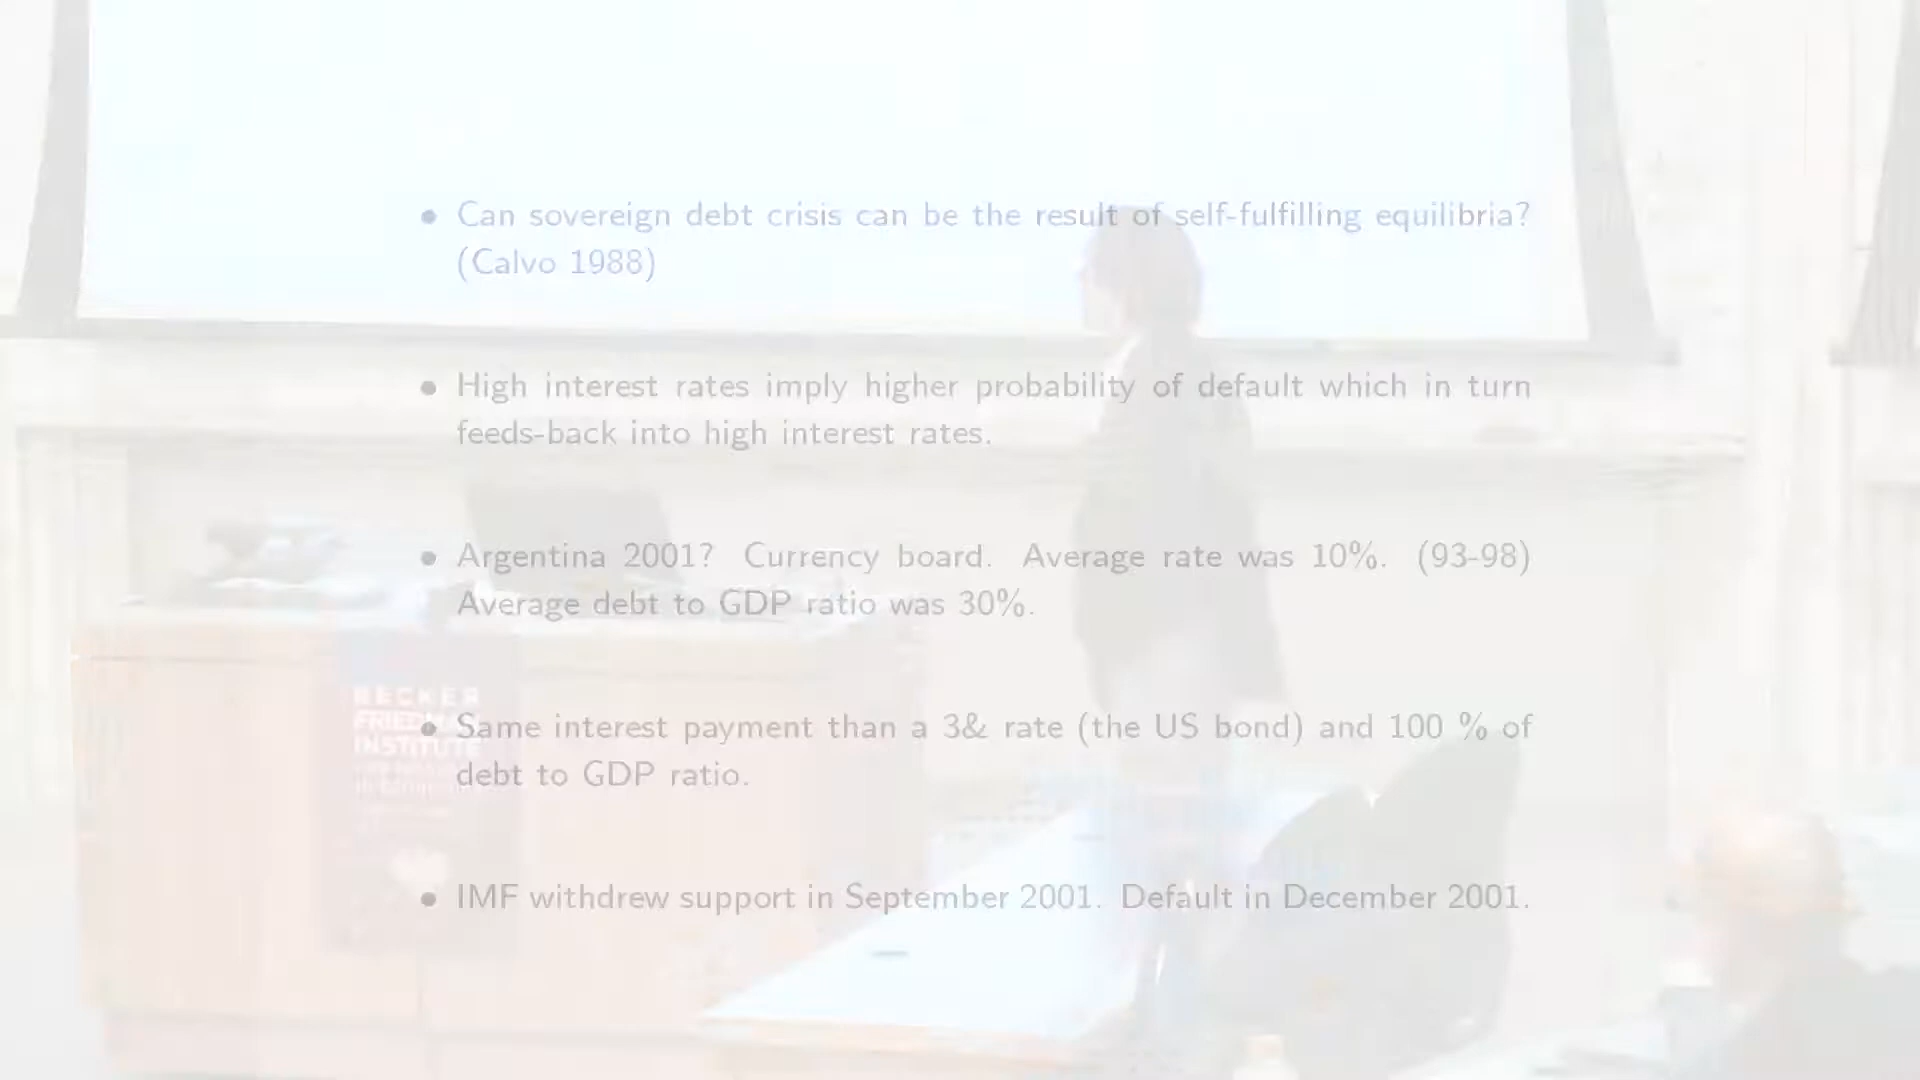 • Can sovereign debt crisis can be the result of self-fulfilling equilibria?
(Calvo 1988)
• High interest rates imply higher probability of default which in turn
feeds-back into high interest rates.
• Argentina 2001? Currency board. Average rate was 10%. (93-98)
Average debt to GDP ratio was 30%.
• Same interest payment than a 3& rate (the US bond) and 100 % of
debt to GDP ratio.
• IMF withdrew support in September 2001. Default in December 2001.
BECKER
FRIEDMAN
INSTITUTE